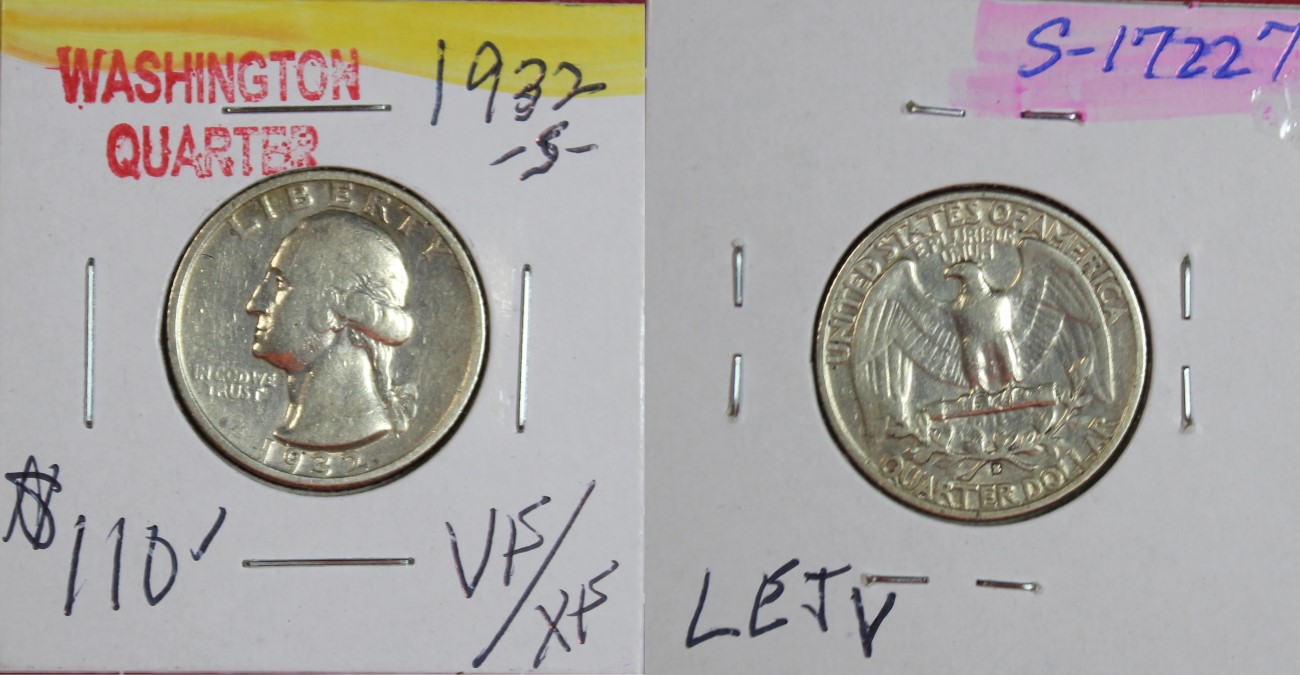 WASHINGTON
QUARTER
1932
-S-
LIBERTY
IN GOD WE
TRUST
1932
$110
VF/
XF
S-17227
UNITED STATES OF AMERICA
E PLURIBUS
UNUM
S
QUARTER DOLLAR
LEJV